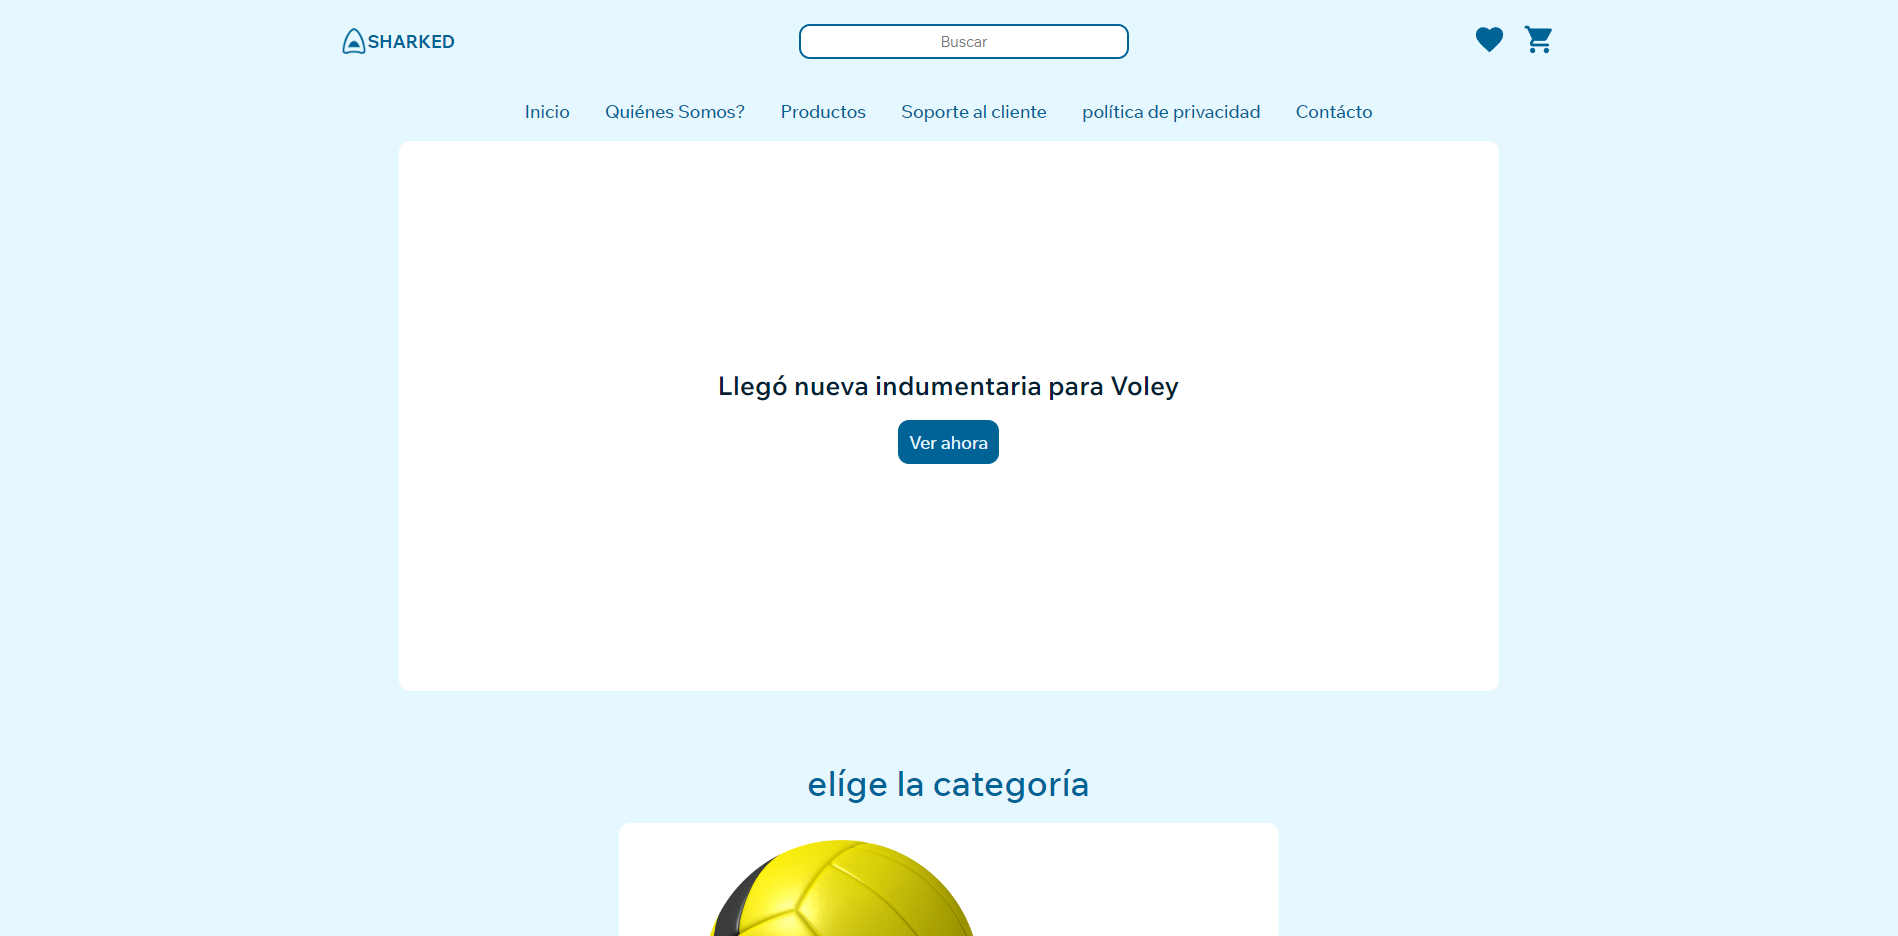 SHARKED
Buscar
Inicio Quiénes Somos? Productos Soporte al cliente política de privacidad Contácto
Llegó nueva indumentaria para Voley
Ver ahora
elíge la categoría